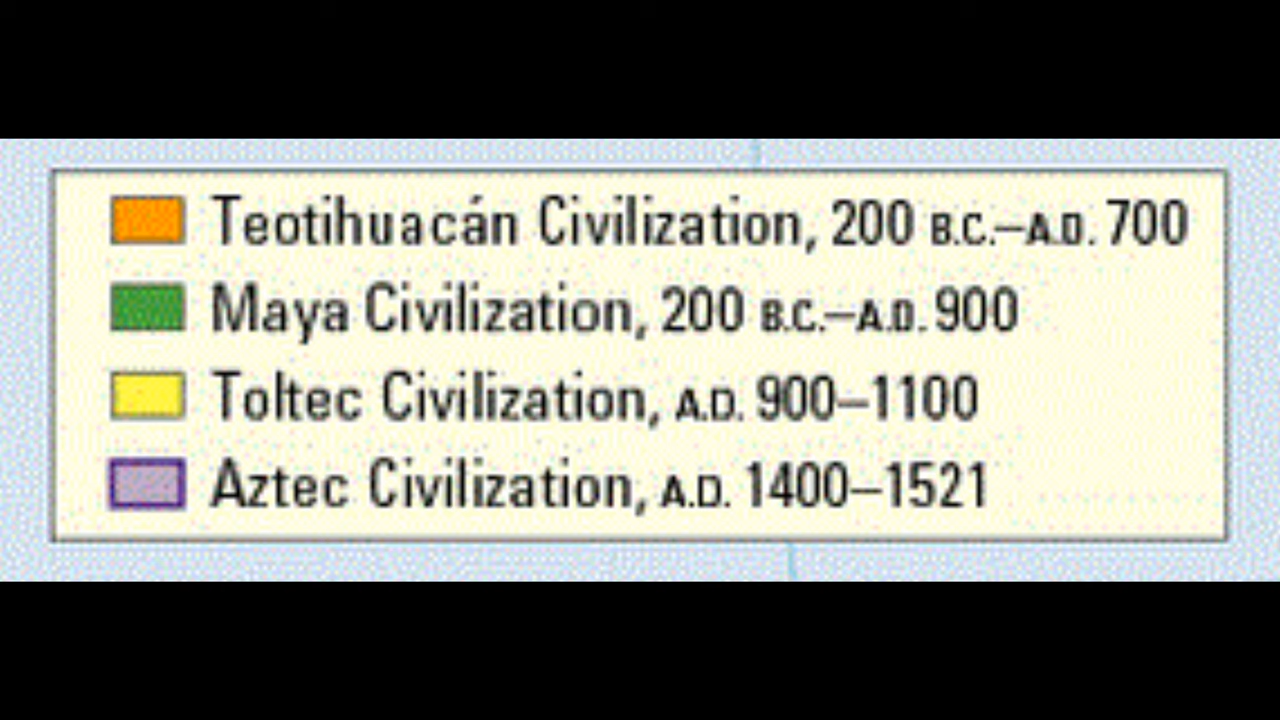 Teotihuacán Civilization, 200 B.C.–A.D. 700
Maya Civilization, 200 B.C.–A.D. 900
Toltec Civilization, A.D. 900–1100
Aztec Civilization, A.D. 1400–1521